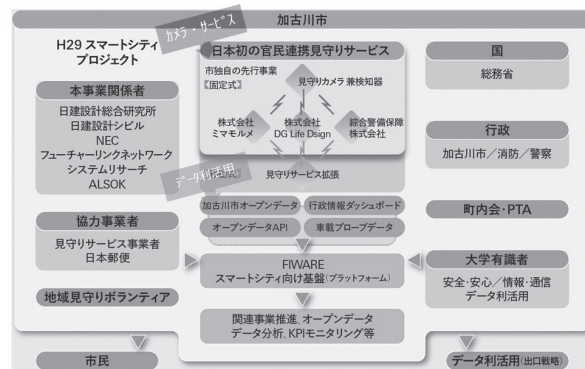 加古川市
カメラ・サービス
H29 スマートシティ
プロジェクト
本事業関係者
日建設計総合研究所
日建設計シビル
NEC
フューチャーリンクネットワーク
システムリサーチ
ALSOK
協力事業者
見守りサービス事業者
日本郵便
地域見守りボランティア
日本初の官民連携見守りサービス
市独自の先行事業
【固定式】
見守りカメラ 兼検知器
株式会社
ミマモルメ
株式会社
DG Life Dsign
綜合警備保障
株式会社
データ利活用
見守りサービス拡張
加古川市オープンデータ
行政情報ダッシュボード
オープンデータAPI
車載プローブデータ
FIWARE
スマートシティ向け基盤(プラットフォーム)
関連事業推進、オープンデータ
データ分析、KPIモニタリング等
国
総務省
行政
加古川市／消防／警察
町内会・PTA
大学有識者
安全・安心／情報・通信
データ利活用
市民
データ利活用(出口戦略)